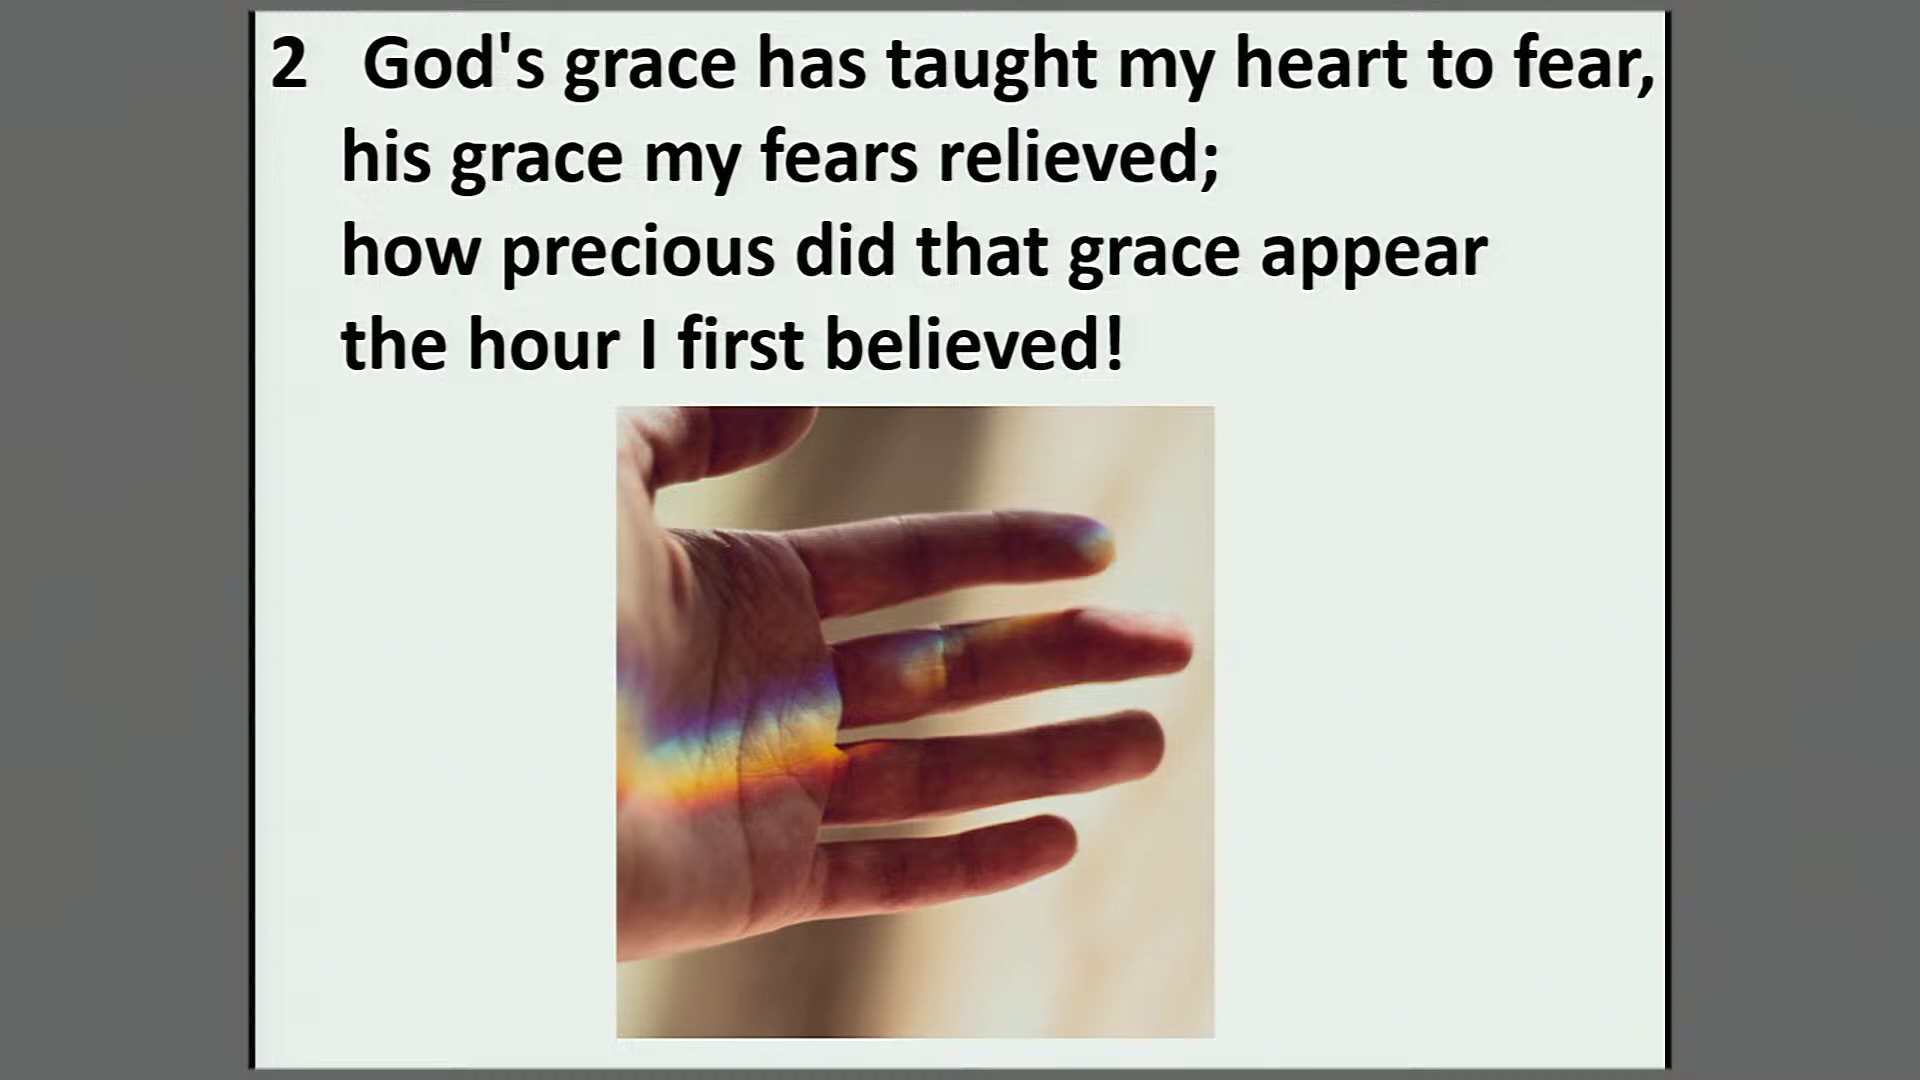 2 God's grace has taught my heart to fear,
his grace my fears relieved;
how precious did that grace appear
the hour I first believed!